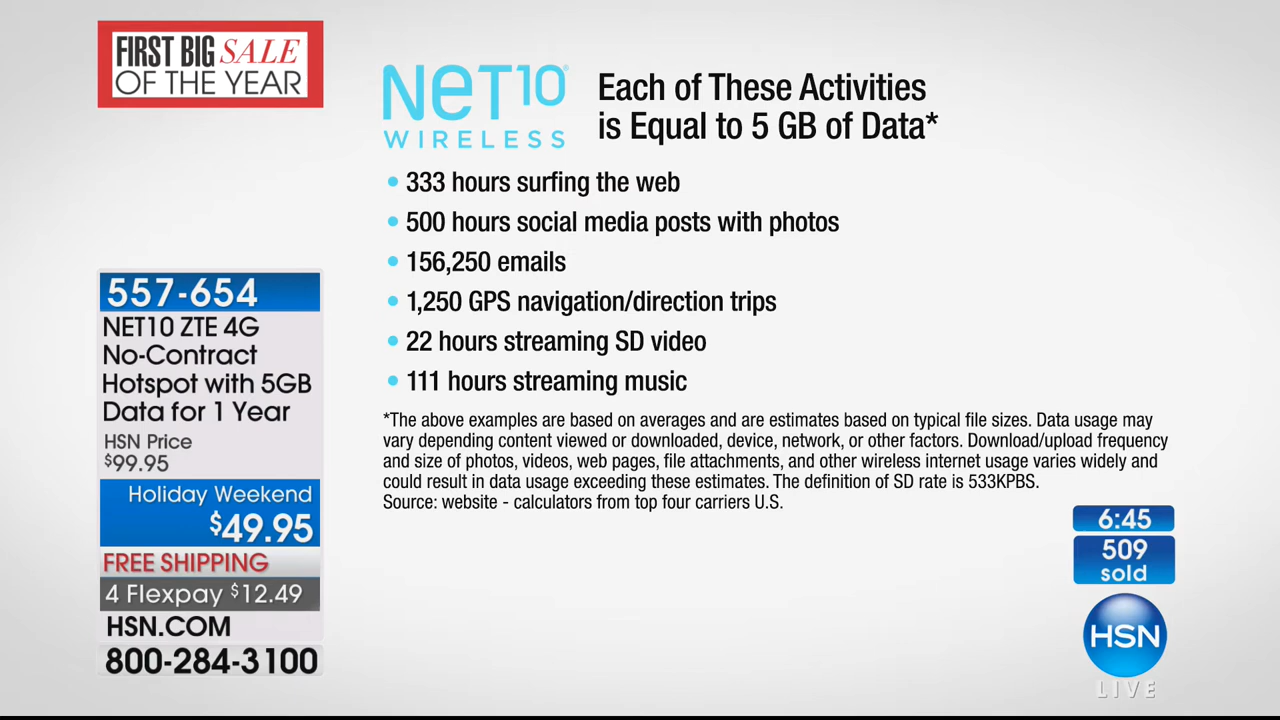 FIRST BIG SALE
OF THE YEAR
NET10®
WIRELESS
Each of These Activities
is Equal to 5 GB of Data*
• 333 hours surfing the web
• 500 hours social media posts with photos
• 156,250 emails
• 1,250 GPS navigation/direction trips
• 22 hours streaming SD video
• 111 hours streaming music
*The above examples are based on averages and are estimates based on typical file sizes. Data usage may
vary depending content viewed or downloaded, device, network, or other factors. Download/upload frequency
and size of photos, videos, web pages, file attachments, and other wireless internet usage varies widely and
could result in data usage exceeding these estimates. The definition of SD rate is 533KPBS.
Source: website - calculators from top four carriers U.S.
557-654
NET10 ZTE 4G
No-Contract
Hotspot with 5GB
Data for 1 Year
HSN Price
$99.95
Holiday Weekend
$49.95
FREE SHIPPING
4 Flexpay $12.49
HSN.COM
800-284-3100
6:45
509
sold
HSN
LIVE